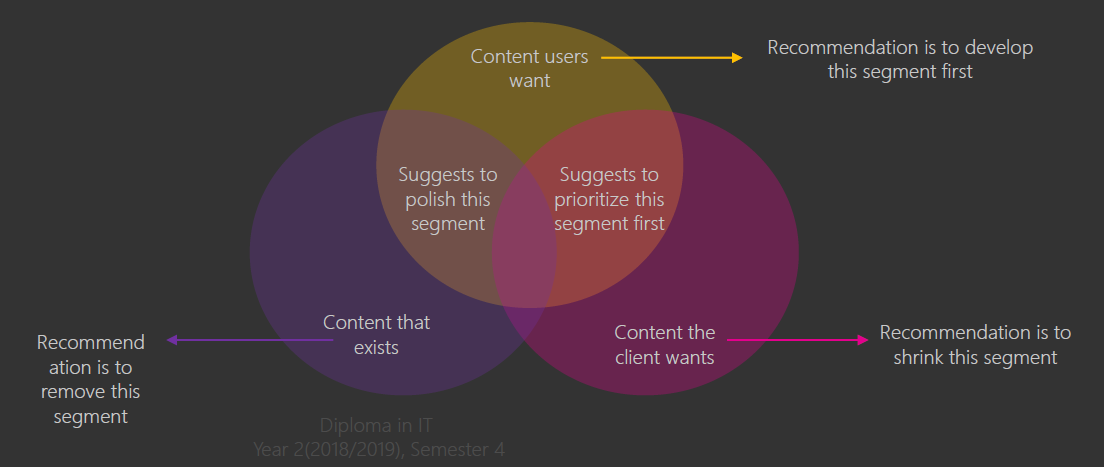 Content users
want
Recommendation is to develop
this segment first
Suggests to
polish this
segment
Suggests to
prioritize this
segment first
Content that
exists
Content the
client wants
Recommend
ation is to
remove this
segment
Recommendation is to
shrink this segment
Diploma in IT
Year 2(2018/2019), Semester 4